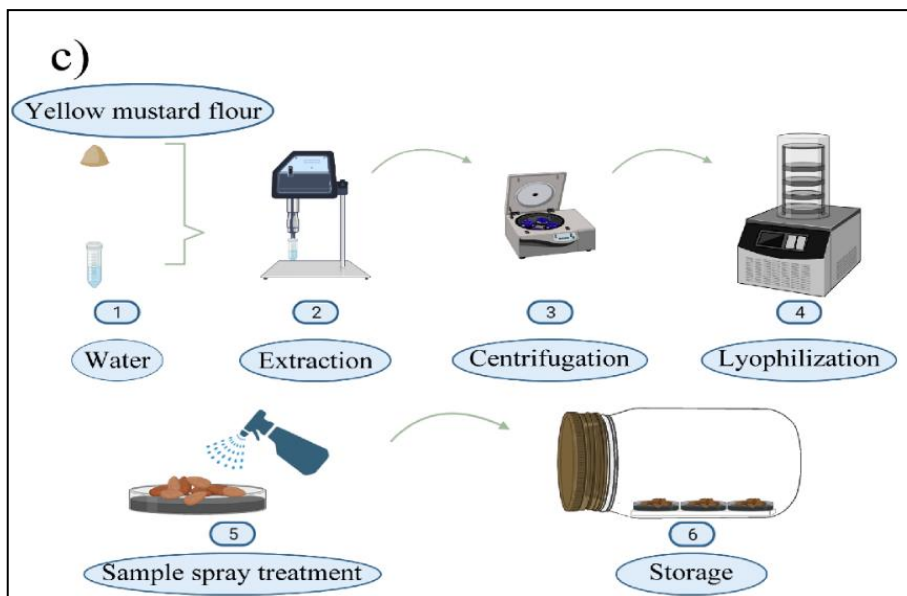 c)
Yellow mustard flour
1
2
3
4
Water
Extraction
Centrifugation
Lyophilization
5
6
Sample spray treatment
Storage